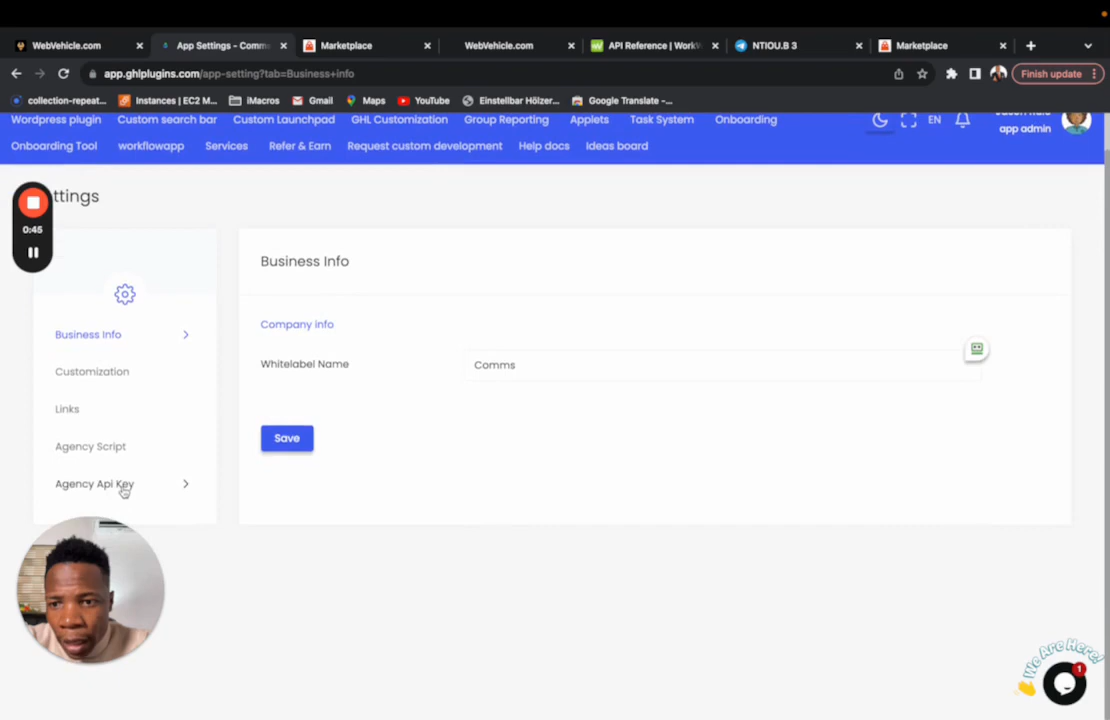 WebVehicle.com
App Settings - Commu
Marketplace
WebVehicle.com
API Reference | WorkW
NTIOU.B 3
Marketplace
app.ghlplugins.com/app-setting?tab=Business+info
Finish update
collection-repeat...
Instances | EC2 M...
iMacros
Gmail
Maps
YouTube
Einstellbar Hölzer...
Google Translate -...
Wordpress plugin
Custom search bar
Custom Launchpad
GHL Customization
Group Reporting
Applets
Task System
Onboarding
EN
app admin
Onboarding Tool
workflowapp
Services
Refer & Earn
Request custom development
Help docs
Ideas board
ttings
0:45
Business Info
Customization
Links
Agency Script
Agency Api Key
Business Info
Company info
Whitelabel Name
Comms
Save
We Are Here!
1